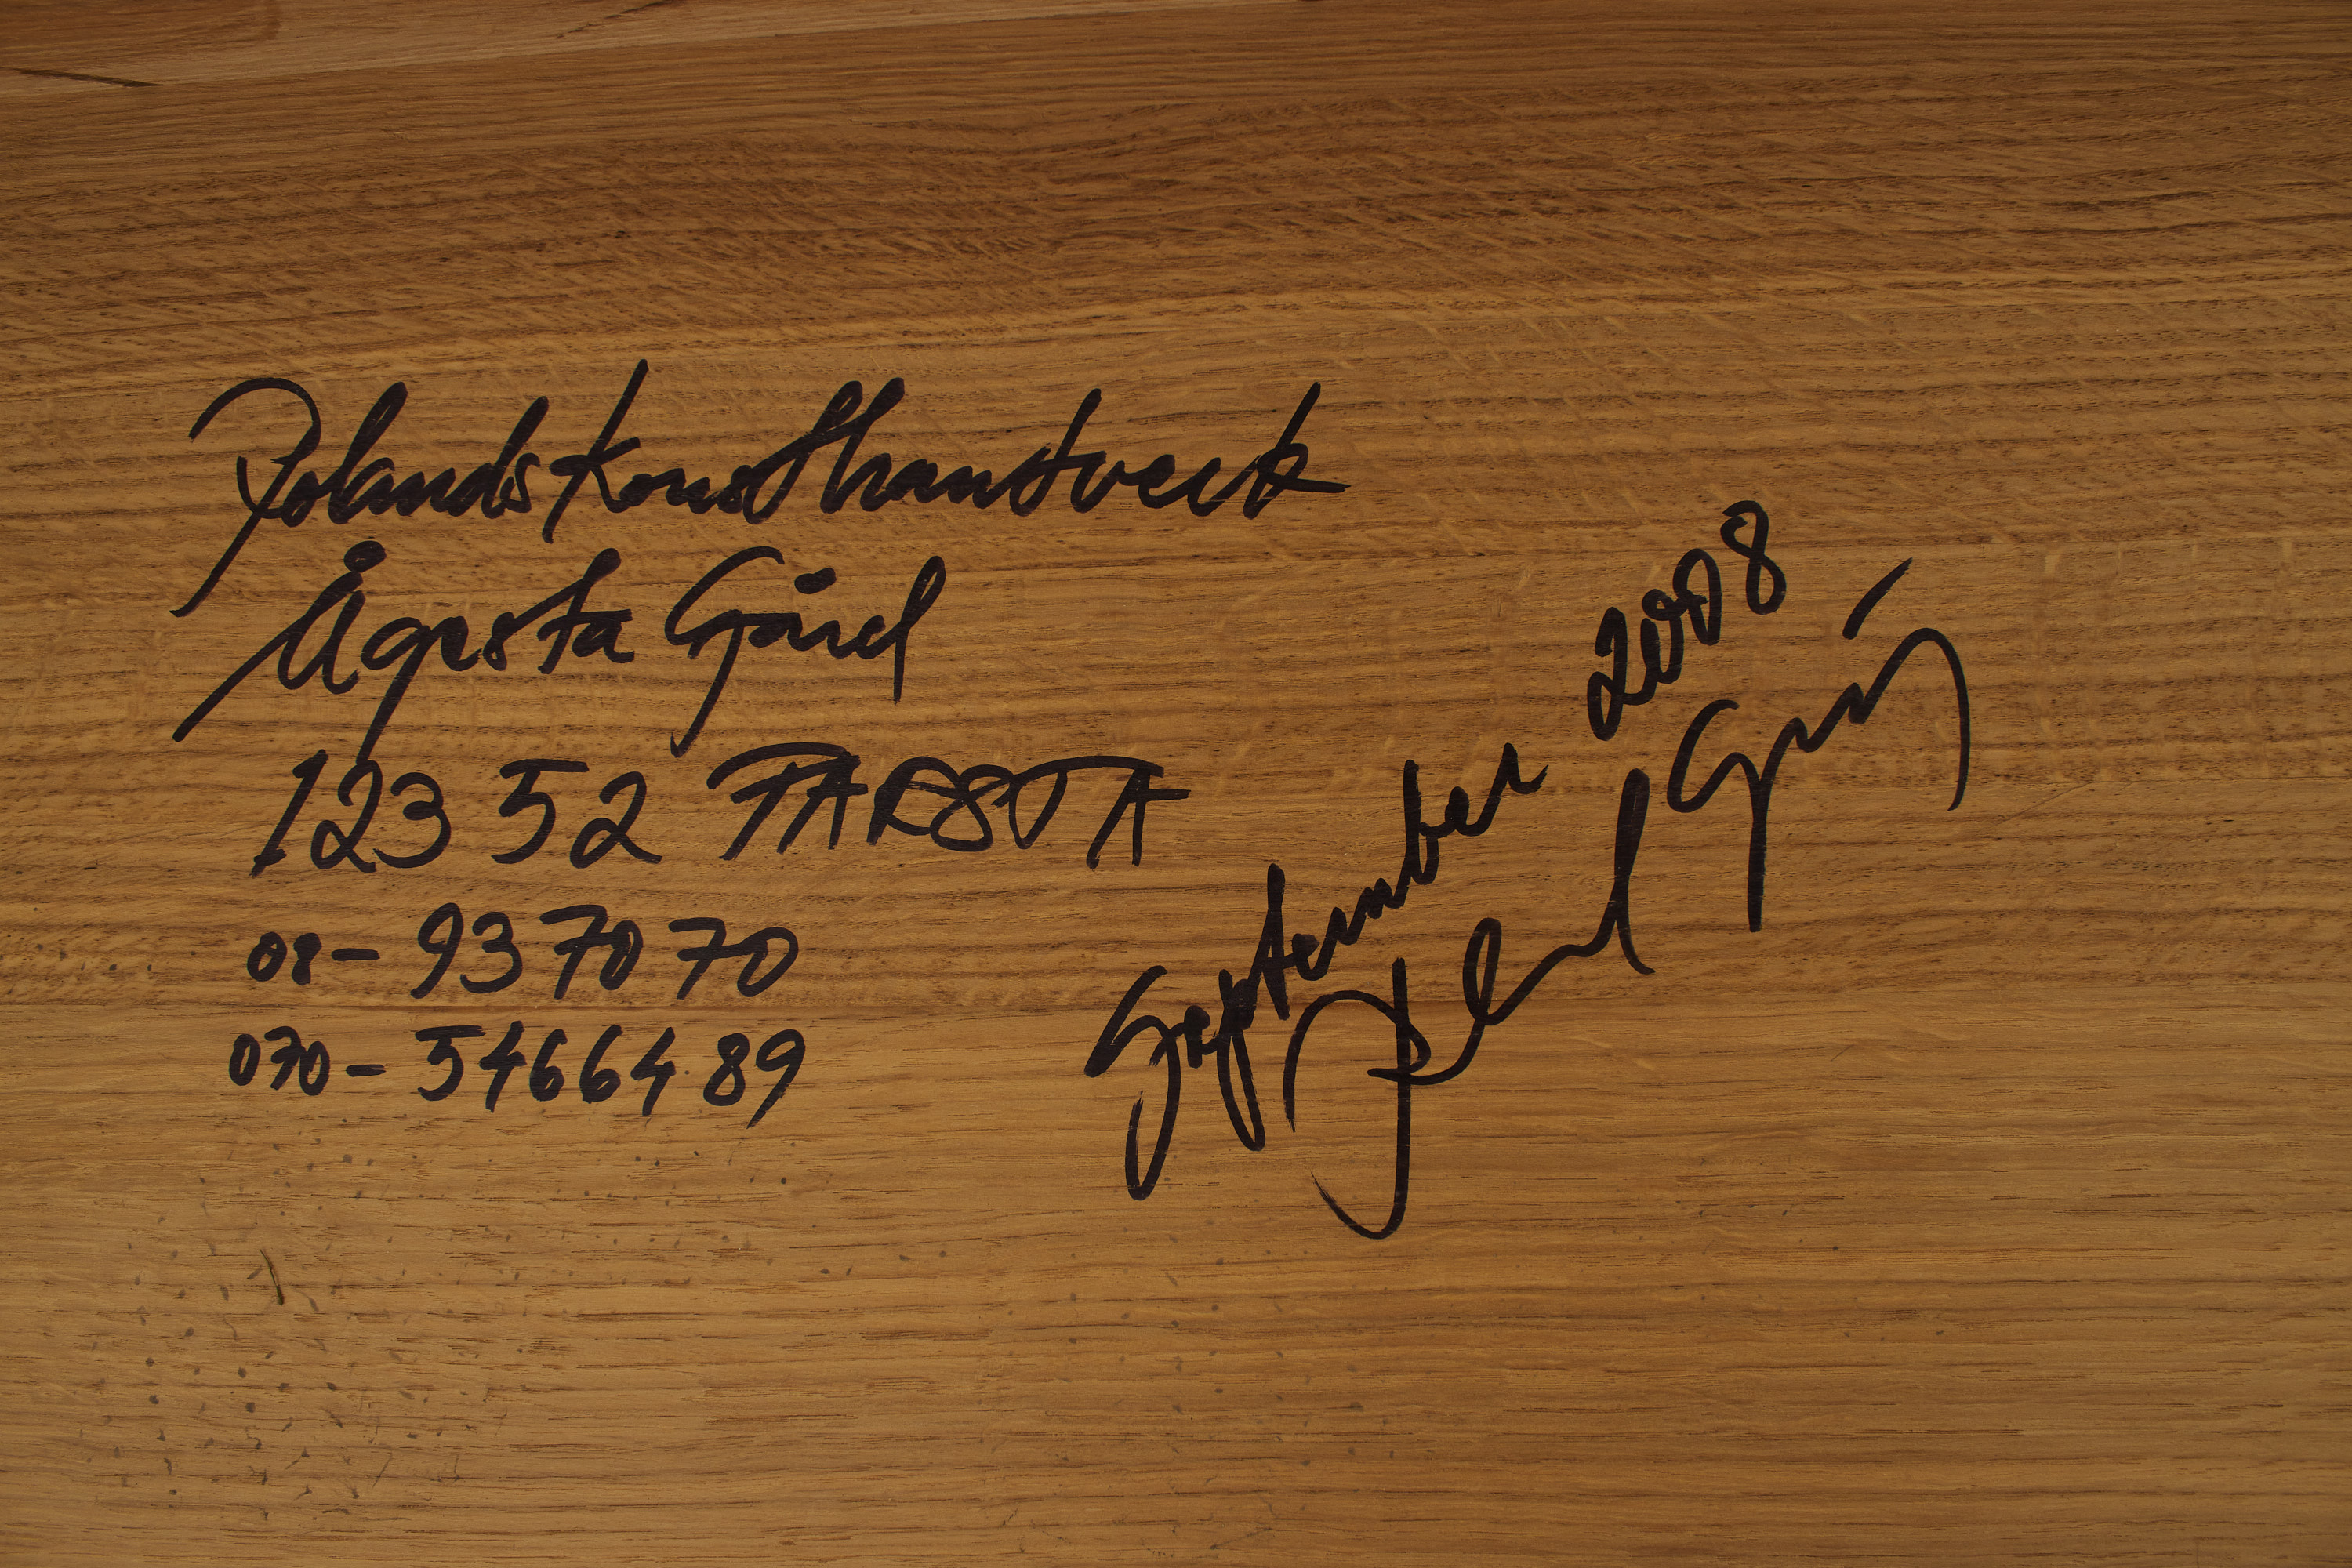 Rolands Konsthantverk
Ågesta Gård
123 52 FARSTA
08-937070
070-5466489
September 2008